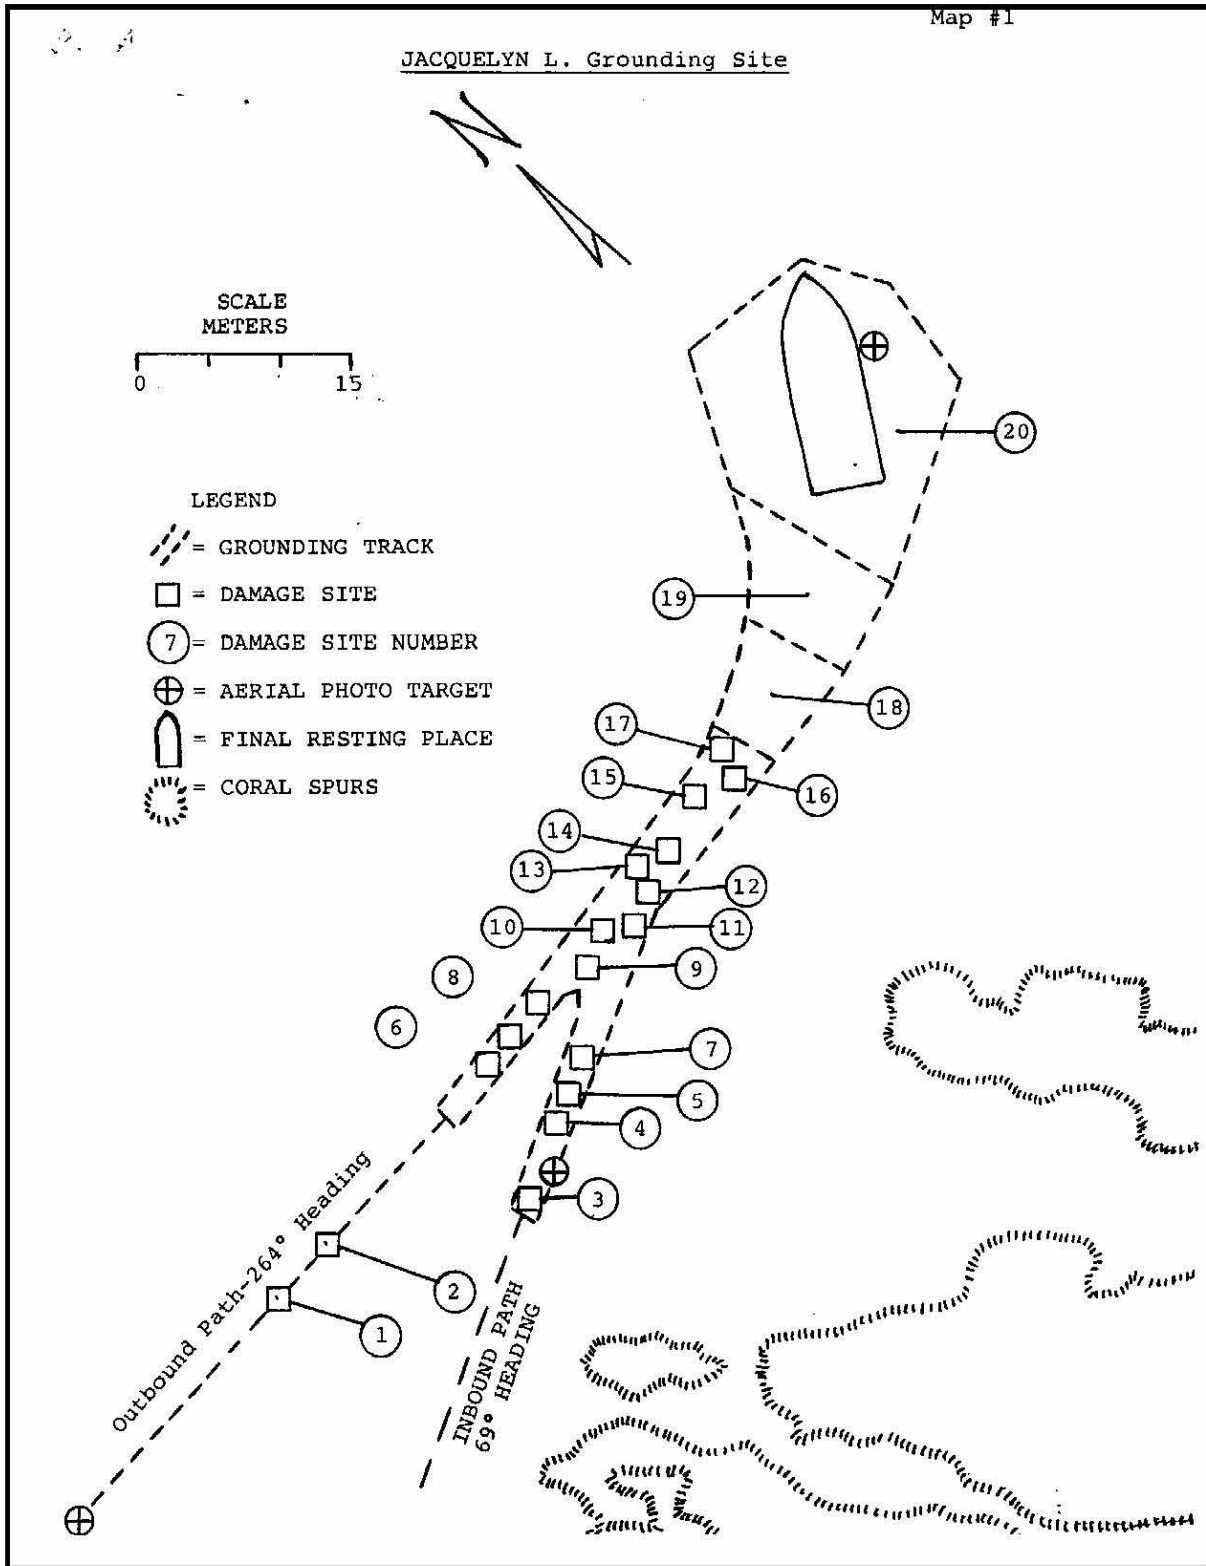 Map #1
JACQUELYN L. Grounding Site
N
SCALE
METERS
0 15
LEGEND
= GROUNDING TRACK
= DAMAGE SITE
7 = DAMAGE SITE NUMBER
= AERIAL PHOTO TARGET
= FINAL RESTING PLACE
= CORAL SPURS
20
19
18
17
15
16
14
13
12
10
11
8
9
6
7
5
4
3
2
1
Outbound Path-264° Heading
INBOUND PATH
69° HEADING